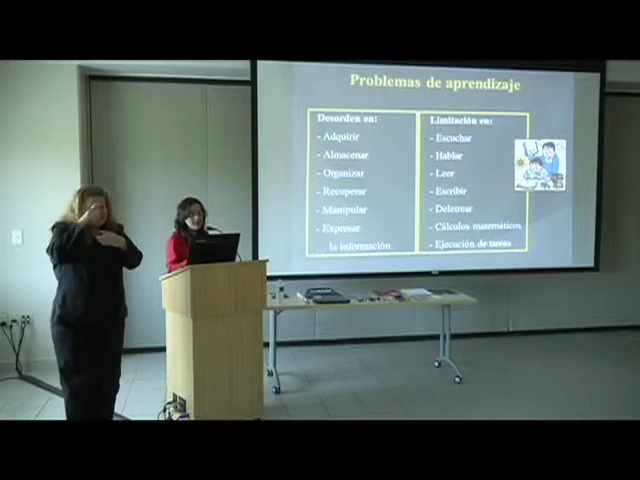 Problemas de aprendizaje
Desorden en:
- Adquirir
- Almacenar
- Organizar
- Recuperar
- Manipular
- Expresar
… la información
Limitación en:
- Escuchar
- Hablar
- Leer
- Escribir
- Deletrear
- Cálculos matemáticos
- Ejecución de tareas